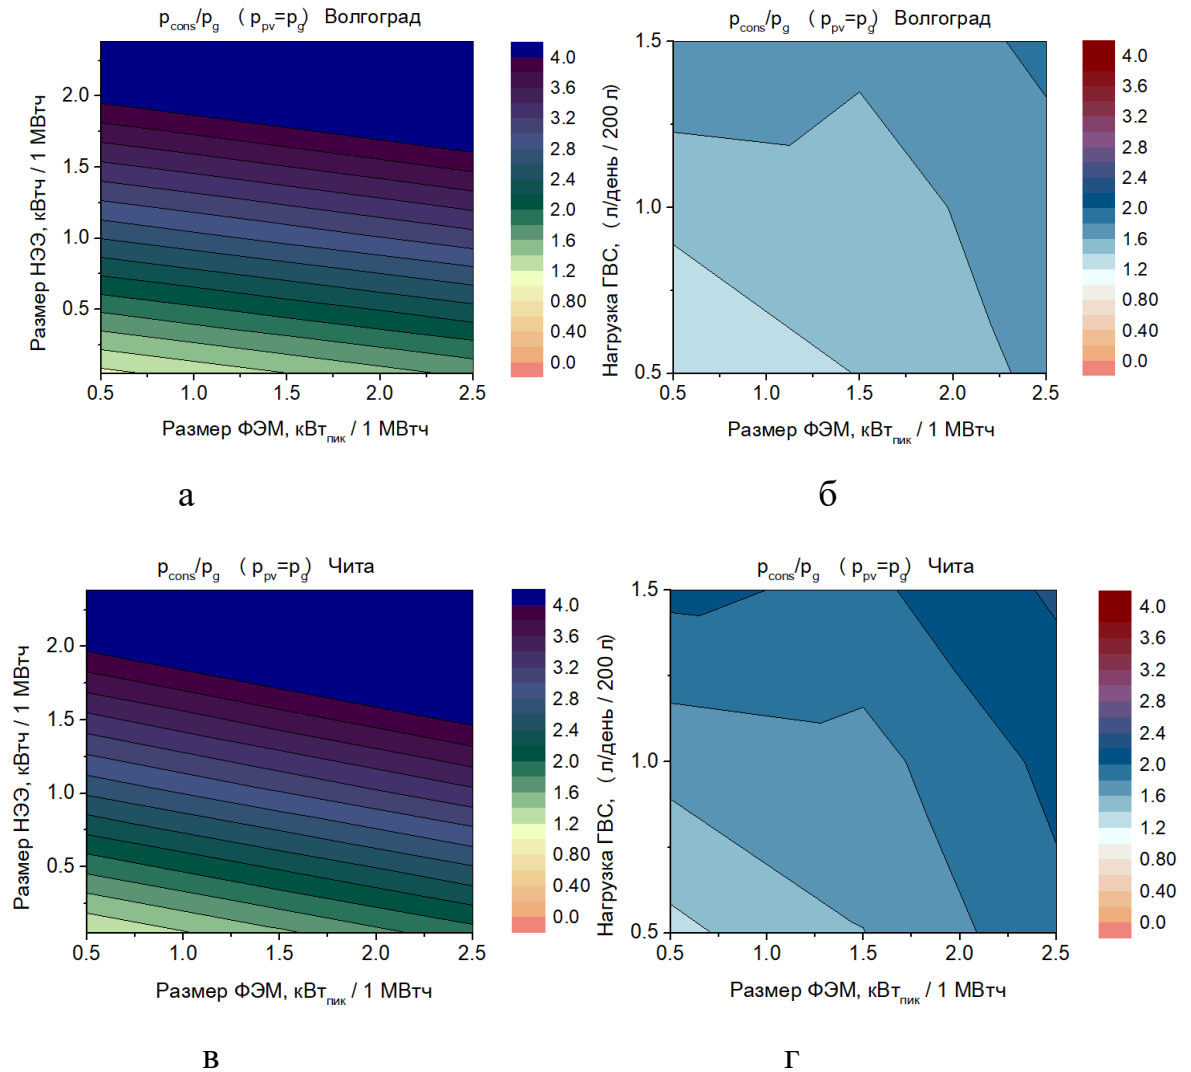 p_cons/p_g ( p_pv=p_g) Волгоград
Размер НЭЭ, кВтч / 1 МВтч
2.0
1.5
1.0
0.5
0.5 1.0 1.5 2.0 2.5
Размер ФЭМ, кВт_пик / 1 МВтч
4.0
3.6
3.2
2.8
2.4
2.0
1.6
1.2
0.80
0.40
0.0
а
p_cons/p_g ( p_pv=p_g) Волгоград
Нагрузка ГВС, ( л/день / 200 л)
1.5
1.0
0.5
0.5 1.0 1.5 2.0 2.5
Размер ФЭМ, кВт_пик / 1 МВтч
4.0
3.6
3.2
2.8
2.4
2.0
1.6
1.2
0.80
0.40
0.0
б
p_cons/p_g ( p_pv=p_g) Чита
Размер НЭЭ, кВтч / 1 МВтч
2.0
1.5
1.0
0.5
0.5 1.0 1.5 2.0 2.5
Размер ФЭМ, кВт_пик / 1 МВтч
4.0
3.6
3.2
2.8
2.4
2.0
1.6
1.2
0.80
0.40
0.0
в
p_cons/p_g ( p_pv=p_g) Чита
Нагрузка ГВС, ( л/день / 200 л)
1.5
1.0
0.5
0.5 1.0 1.5 2.0 2.5
Размер ФЭМ, кВт_пик / 1 МВтч
4.0
3.6
3.2
2.8
2.4
2.0
1.6
1.2
0.80
0.40
0.0
г